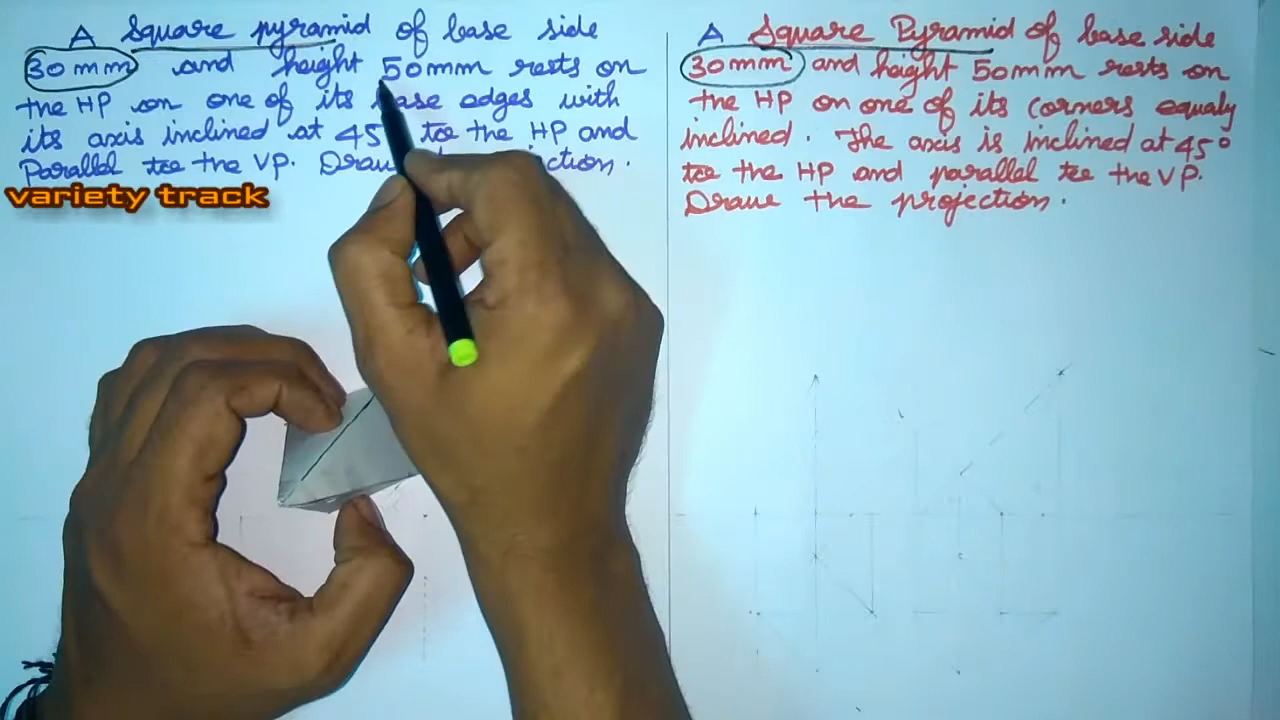 A Square pyramid of base side
30mm and height 50mm rests on
the HP on one of its base edges with
its axis inclined at 45 to the HP and
Parallel to the VP. Draw
variety track
A Square Pyramid of base side
30mm and height 50mm rests on
the HP on one of its corners equaly
inclined. The axis is inclined at 45°
to the HP and parallel to the VP.
Draw the projection.